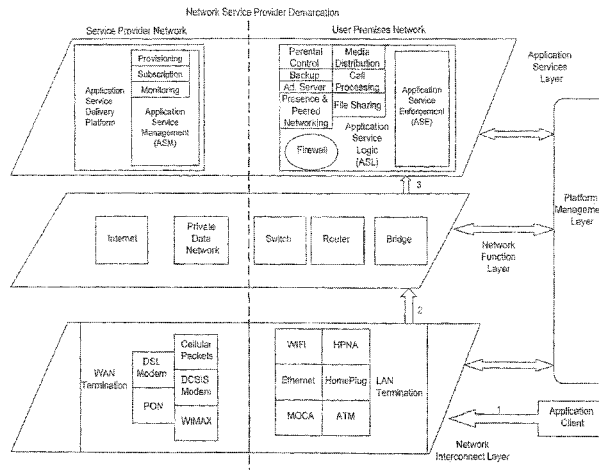 Network Service Provider Demarcation
Service Provider Network
User Premises Network
Application
Service
Delivery
Platform
Provisioning
Subscription
Monitoring
Application
Service
Management
(ASM)
Parental
Control
Backup
Ad. Server
Presence &
Peered
Networking
Firewall
Media
Distribution
Call
Processing
File Sharing
Application
Service
Logic
(ASL)
Application
Service
Enforcement
(ASE)
Application
Services
Layer
3
Internet
Private
Data
Network
Switch
Router
Bridge
Network
Function
Layer
Platform
Manageme
Layer
2
WAN
Termination
DSL
Modem
PON
Cellular
Packets
DCSIS
Modem
WIMAX
WIFI
HPNA
Ethernet
HomePlug
MOCA
ATM
LAN
Termination
1
Application
Client
Network
Interconnect Layer